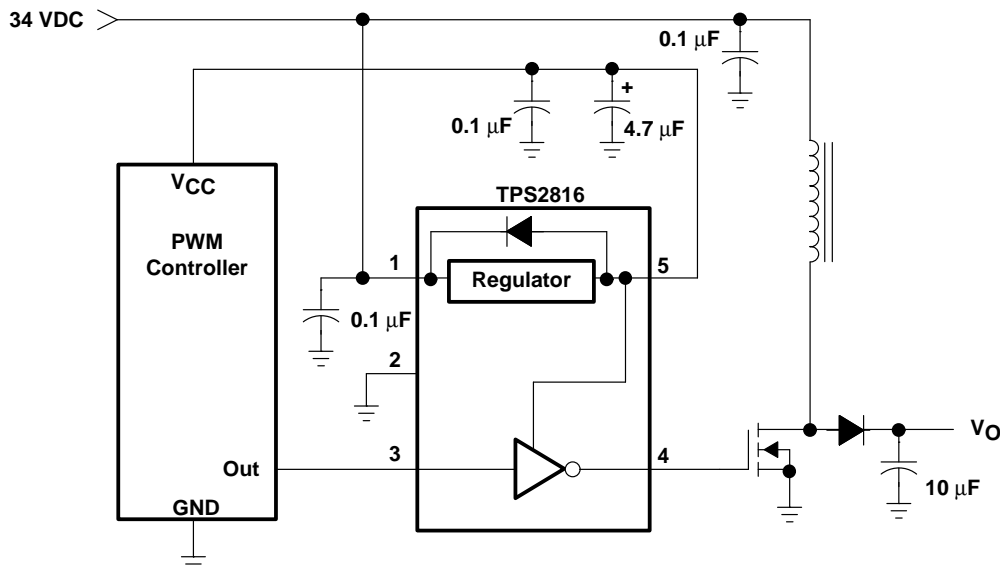 34 VDC
0.1 μF
0.1 μF
4.7 μF
+
TPS2816
VCC
PWM
Controller
1
Regulator
5
0.1 μF
2
Out
3
4
VO
10 μF
GND